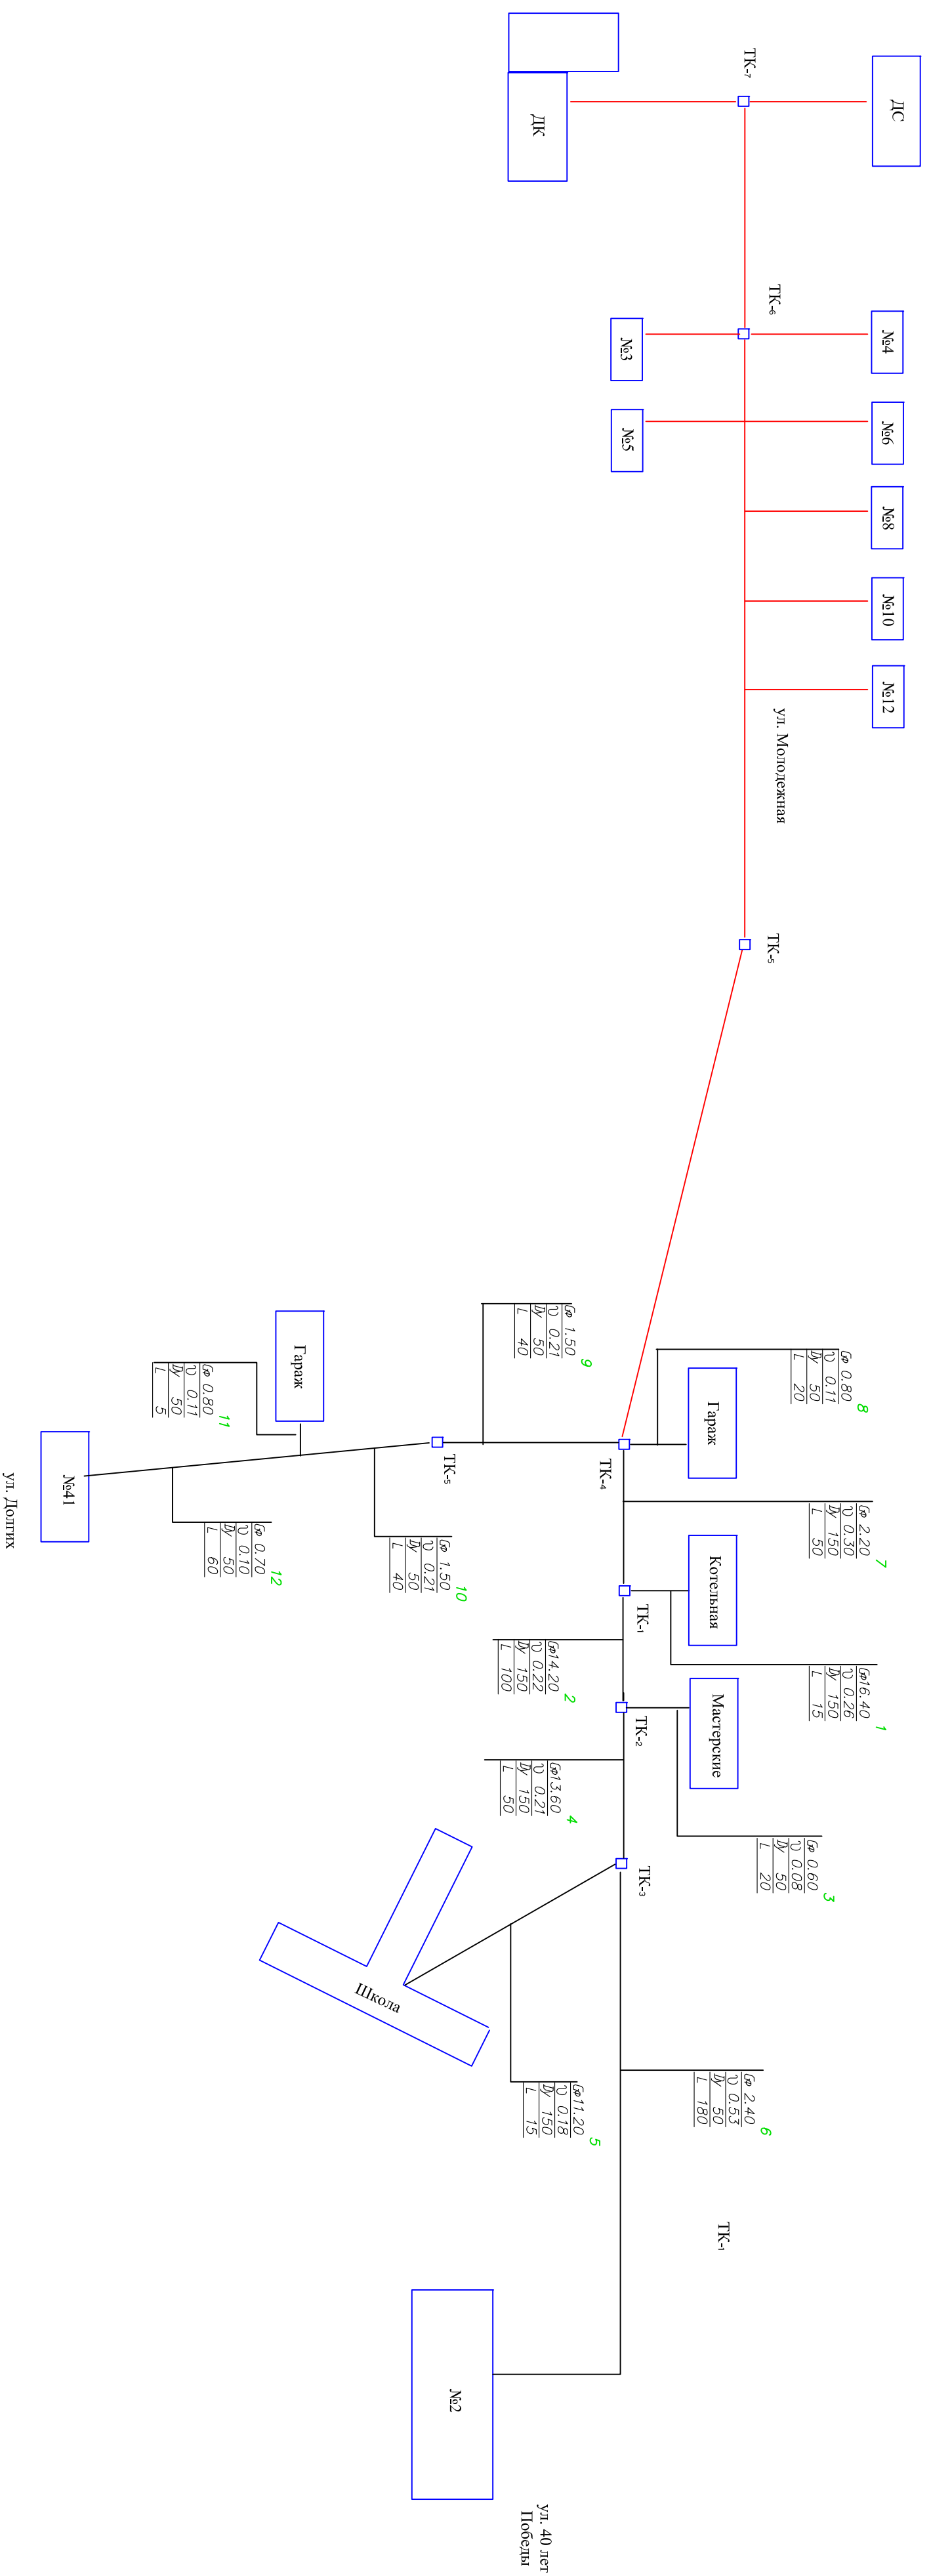 ТК-7
ДС
ДК
ТК-6
№4
№3
№6
№5
№8
№10
№12
ул. Молодежная
ТК-5
9
Gф 1.50
υ 0.21
Dy 50
L 40
8
Gф 0.80
υ 0.11
Dy 50
L 20
Гараж
Гараж
11
Gф 0.80
υ 0.11
Dy 50
L 5
ТК-4
ТК-5
№41
ул. Долгих
7
Gф 2.20
υ 0.30
Dy 150
L 50
12
Gф 0.70
υ 0.10
Dy 50
L 60
10
Gф 1.50
υ 0.21
Dy 50
L 40
Котельная
ТК-1
1
Gф16.40
υ 0.26
Dy 150
L 15
2
Gф14.20
υ 0.22
Dy 150
L 100
Мастерские
ТК-2
4
Gф13.60
υ 0.21
Dy 150
L 50
3
Gф 0.60
υ 0.08
Dy 50
L 20
ТК-3
Школа
6
Gф 2.40
υ 0.53
Dy 50
L 180
5
Gф11.20
υ 0.18
Dy 150
L 15
ТК-1
№2
ул. 40 лет
Победы